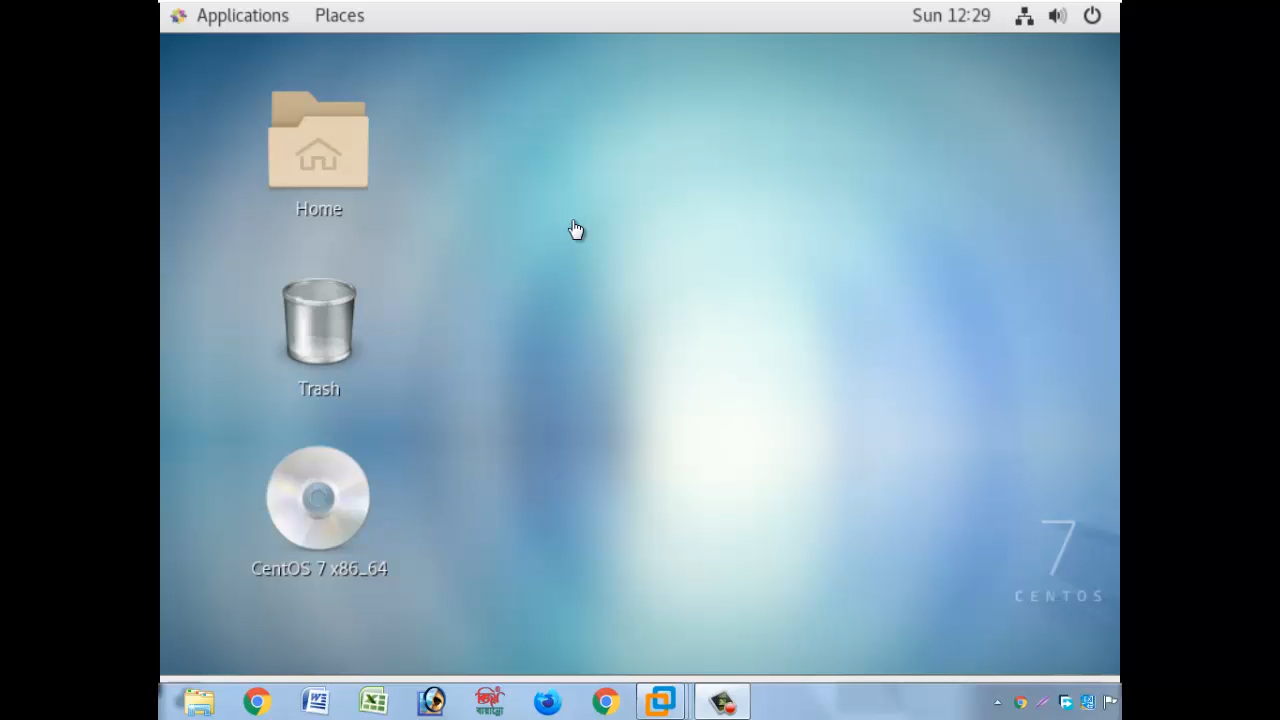 Applications Places Sun 12:29
Home
Trash
CentOS 7 x86_64
7
CENTOS